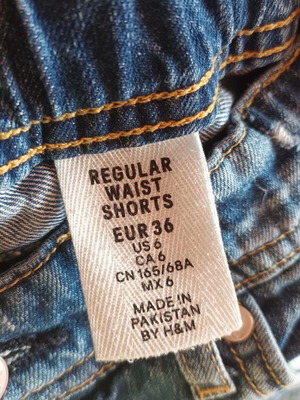 REGULAR
WAIST
SHORTS
EUR 36
US 6
CA 6
CN 165/68A
MX 6
MADE IN
PAKISTAN
BY H&M